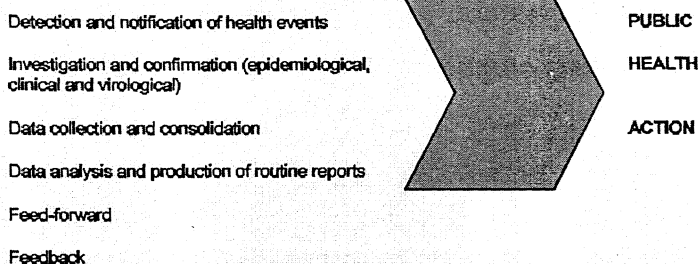 Detection and notification of health events
Investigation and confirmation (epidemiological,
clinical and virological)
Data collection and consolidation
Data analysis and production of routine reports
Feed-forward
Feedback
PUBLIC
HEALTH
ACTION